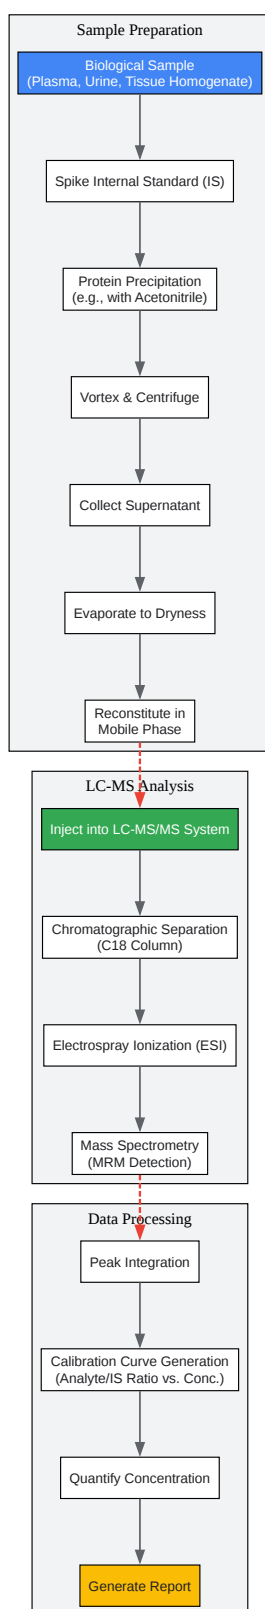 Sample Preparation
Biological Sample
(Plasma, Urine, Tissue Homogenate)
Spike Internal Standard (IS)
Protein Precipitation
(e.g., with Acetonitrile)
Vortex & Centrifuge
Collect Supernatant
Evaporate to Dryness
Reconstitute in
Mobile Phase
LC-MS Analysis
Inject into LC-MS/MS System
Chromatographic Separation
(C18 Column)
Electrospray Ionization (ESI)
Mass Spectrometry
(MRM Detection)
Data Processing
Peak Integration
Calibration Curve Generation
(Analyte/IS Ratio vs. Conc.)
Quantify Concentration
Generate Report